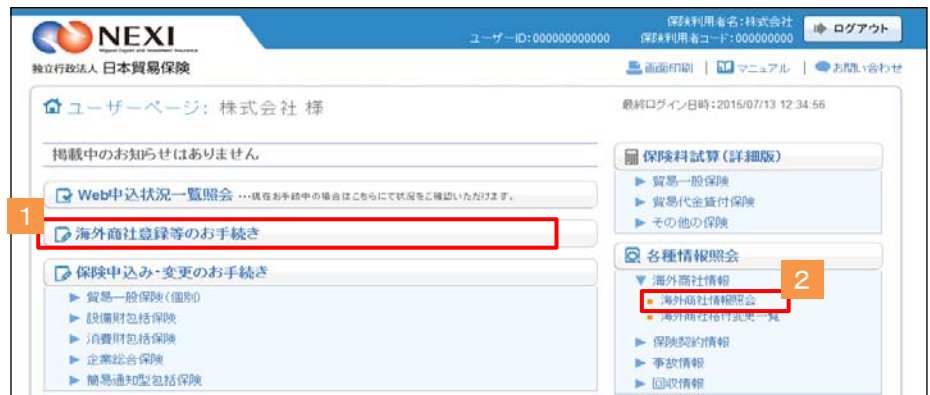 NEXI
Nippon Export and Investment Insurance
独立行政法人 日本貿易保険
ユーザーID:000000000000
保険利用者名:株式会社
保険利用者コード:000000000
ログアウト
画面印刷 | マニュアル | お問い合わせ
ユーザーページ: 株式会社 様
最終ログイン日時:2015/07/13 12:34:56
掲載中のお知らせはありません
Web申込状況一覧照会 …現在お手続中の場合はこちらにて状況をご確認いただけます。
1
海外商社登録等のお手続き
保険申込み・変更のお手続き
貿易一般保険(個別)
設備財包括保険
消費財包括保険
企業総合保険
簡易通知型包括保険
保険料試算(詳細版)
貿易一般保険
貿易代金貸付保険
その他の保険
各種情報照会
海外商社情報
2
海外商社情報照会
海外商社格付変更一覧
保険契約情報
事故情報
回収情報